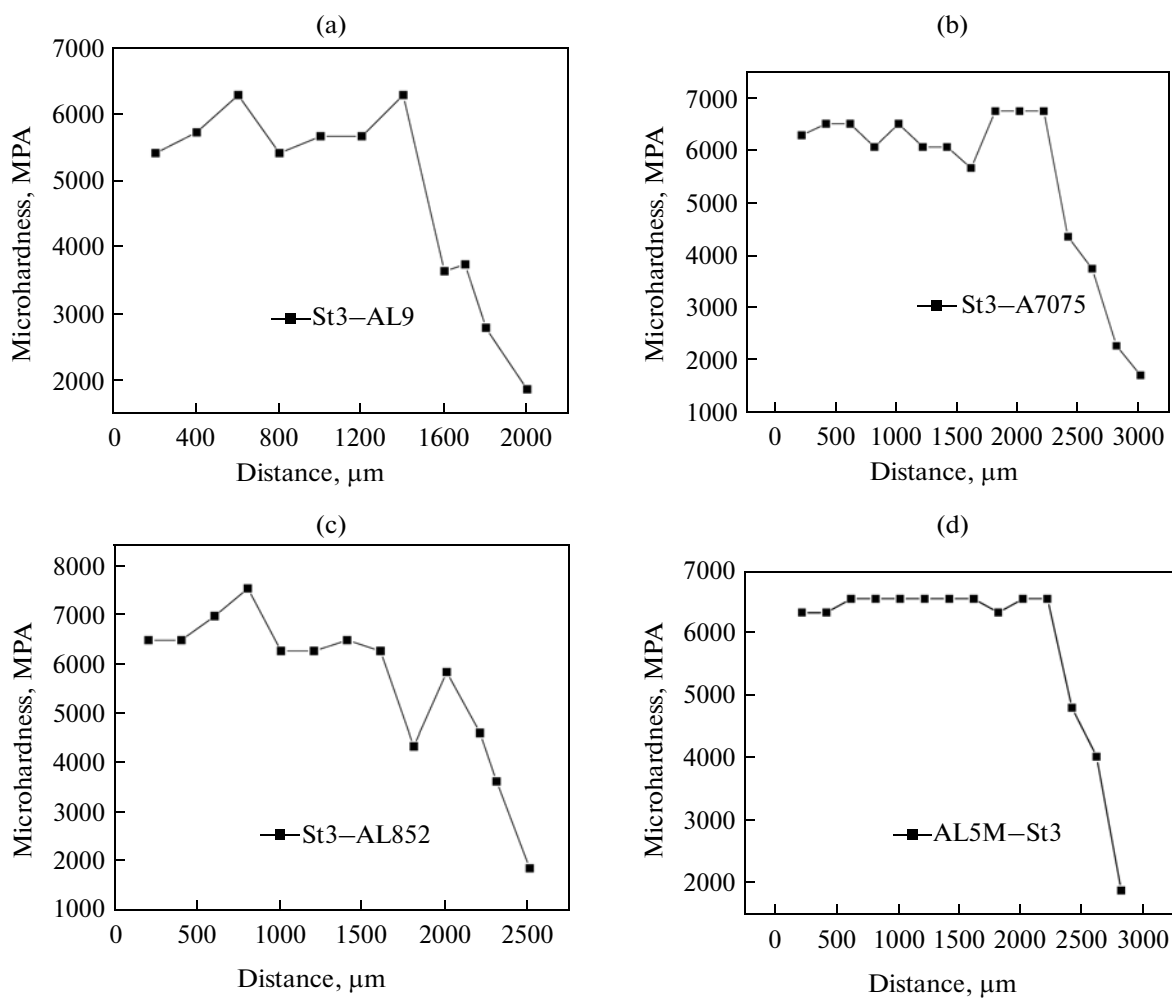 (a)
7000
6000
5000
4000
3000
2000
Microhardness, MPA
St3–AL9
0 400 800 1200 1600 2000
Distance, μm
(b)
7000
6000
5000
4000
3000
2000
1000
Microhardness, MPA
St3–A7075
0 500 1000 1500 2000 2500 3000
Distance, μm
(c)
8000
7000
6000
5000
4000
3000
2000
1000
Microhardness, MPA
St3–AL852
0 500 1000 1500 2000 2500
Distance, μm
(d)
7000
6000
5000
4000
3000
2000
Microhardness, MPA
AL5M–St3
0 500 1000 1500 2000 2500 3000
Distance, μm